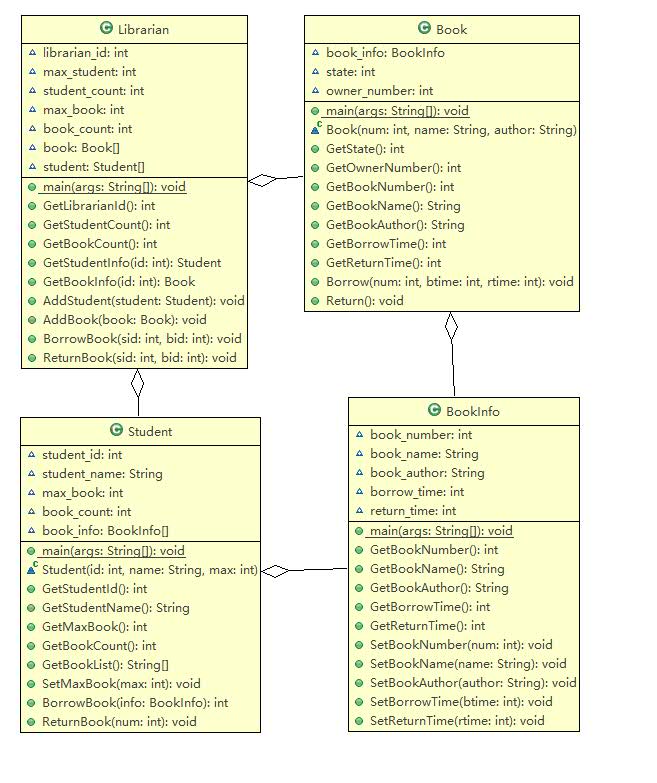 Librarian
librarian_id: int
max_student: int
student_count: int
max_book: int
book_count: int
book: Book[]
student: Student[]
main(args: String[]): void
GetLibrarianId(): int
GetStudentCount(): int
GetBookCount(): int
GetStudentInfo(id: int): Student
GetBookInfo(id: int): Book
AddStudent(student: Student): void
AddBook(book: Book): void
BorrowBook(sid: int, bid: int): void
ReturnBook(sid: int, bid: int): void
Book
book_info: BookInfo
state: int
owner_number: int
main(args: String[]): void
Book(num: int, name: String, author: String)
GetState(): int
GetOwnerNumber(): int
GetBookNumber(): int
GetBookName(): String
GetBookAuthor(): String
GetBorrowTime(): int
GetReturnTime(): int
Borrow(num: int, btime: int, rtime: int): void
Return(): void
Student
student_id: int
student_name: String
max_book: int
book_count: int
book_info: BookInfo[]
main(args: String[]): void
Student(id: int, name: String, max: int)
GetStudentId(): int
GetStudentName(): String
GetMaxBook(): int
GetBookCount(): int
GetBookList(): String[]
SetMaxBook(max: int): void
BorrowBook(info: BookInfo): int
ReturnBook(num: int): void
BookInfo
book_number: int
book_name: String
book_author: String
borrow_time: int
return_time: int
main(args: String[]): void
GetBookNumber(): int
GetBookName(): String
GetBookAuthor(): String
GetBorrowTime(): int
GetReturnTime(): int
SetBookNumber(num: int): void
SetBookName(name: String): void
SetBookAuthor(author: String): void
SetBorrowTime(btime: int): void
SetReturnTime(rtime: int): void